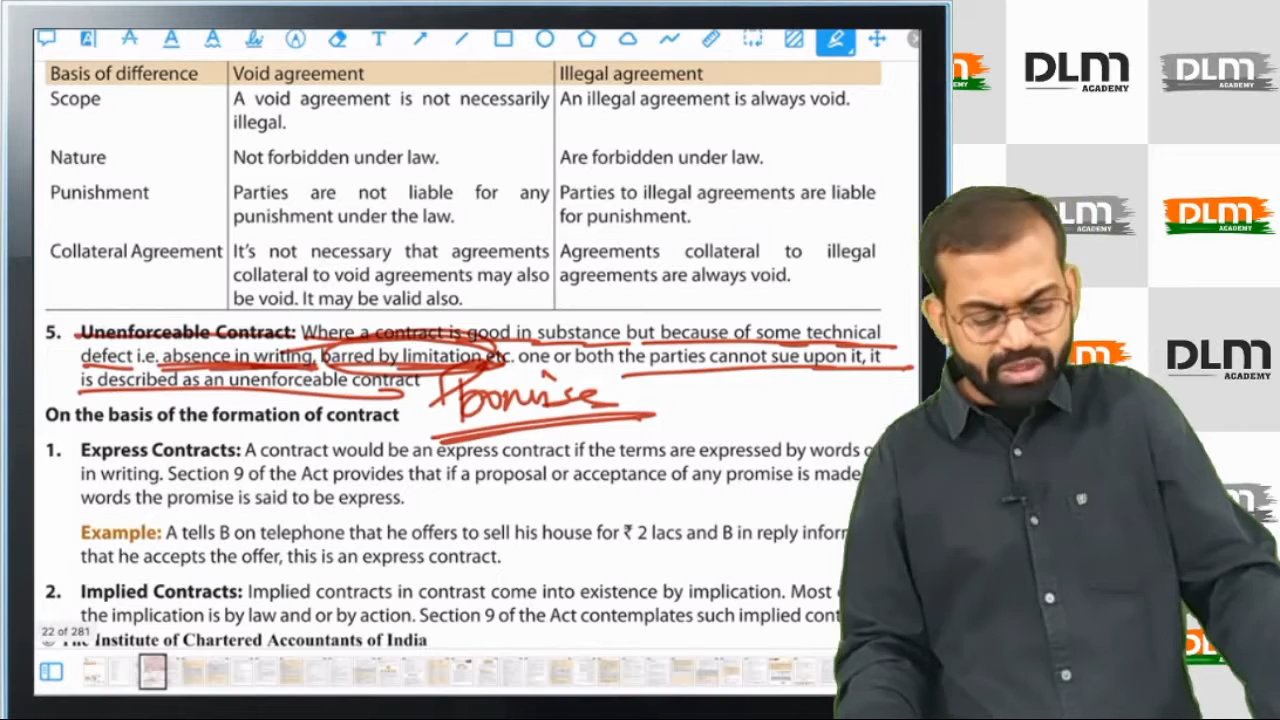 Basis of difference Void agreement Illegal agreement
Scope A void agreement is not necessarily illegal. An illegal agreement is always void.
Nature Not forbidden under law. Are forbidden under law.
Punishment Parties are not liable for any punishment under the law. Parties to illegal agreements are liable for punishment.
Collateral Agreement It's not necessary that agreements collateral to void agreements may also be void. It may be valid also. Agreements collateral to illegal agreements are always void.
5. Unenforceable Contract: Where a contract is good in substance but because of some technical
defect i.e. absence in writing, barred by limitation etc. one or both the parties cannot sue upon it, it
is described as an unenforceable contract
Promise
On the basis of the formation of contract
1. Express Contracts: A contract would be an express contract if the terms are expressed by words
in writing. Section 9 of the Act provides that if a proposal or acceptance of any promise is made
words the promise is said to be express.
Example: A tells B on telephone that he offers to sell his house for ₹ 2 lacs and B in reply
that he accepts the offer, this is an express contract.
2. Implied Contracts: Implied contracts in contrast come into existence by implication. Most
the implication is by law and or by action. Section 9 of the Act contemplates such implied
22 of 281
Institute of Chartered Accountants of India
DLM
ACADEMY
DLM
ACADEMY
DLM
ACADEMY
DLM
ACADEMY